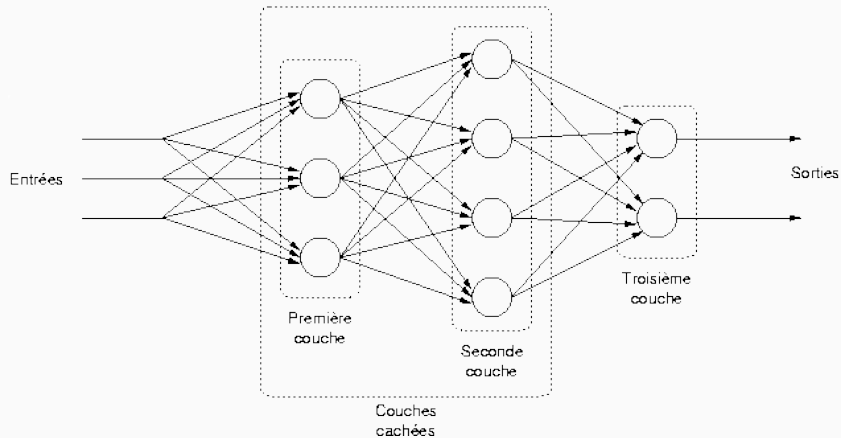 Entrées
Première
couche
Seconde
couche
Troisième
couche
Sorties
Couches
cachées